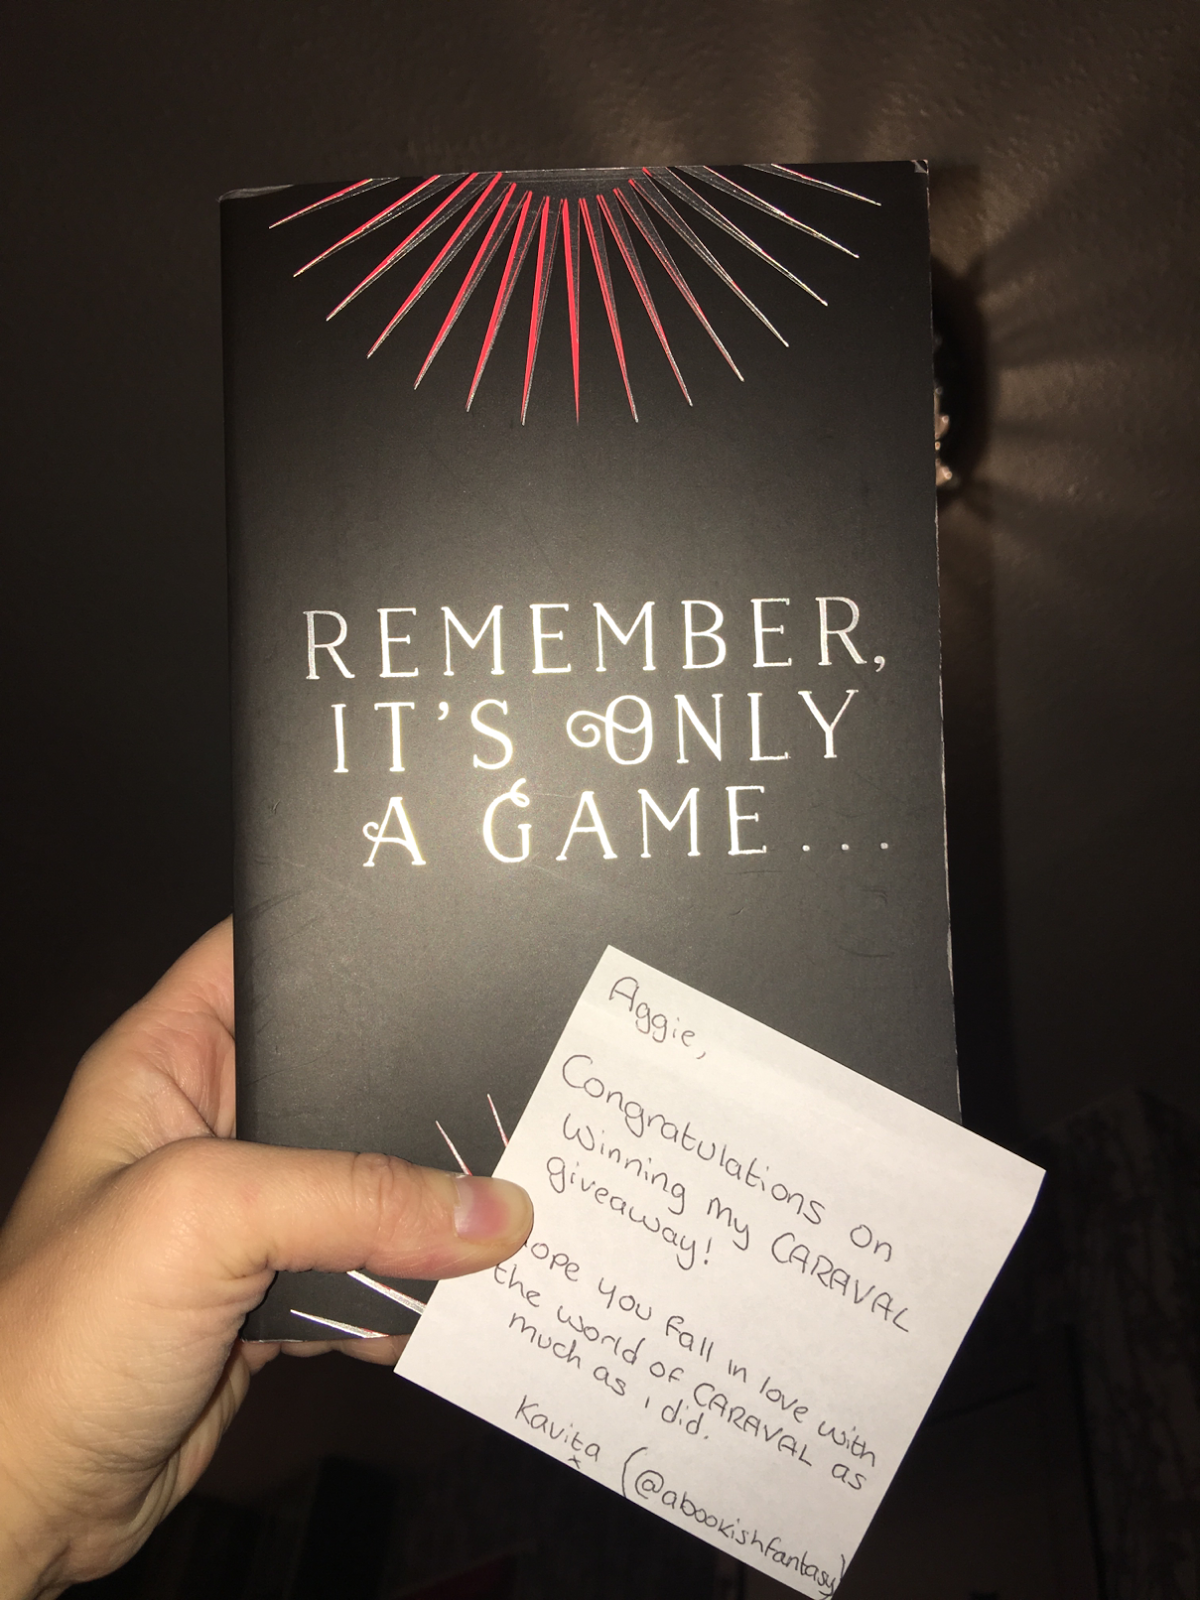 REMEMBER,
IT'S ONLY
A GAME...
Aggie,
Congratulations on
winning my CARAVAL
giveaway!
ope you fall in love with
the world of CARAVAL as
much as i did.
Kavita x
(@abookishfantasy)